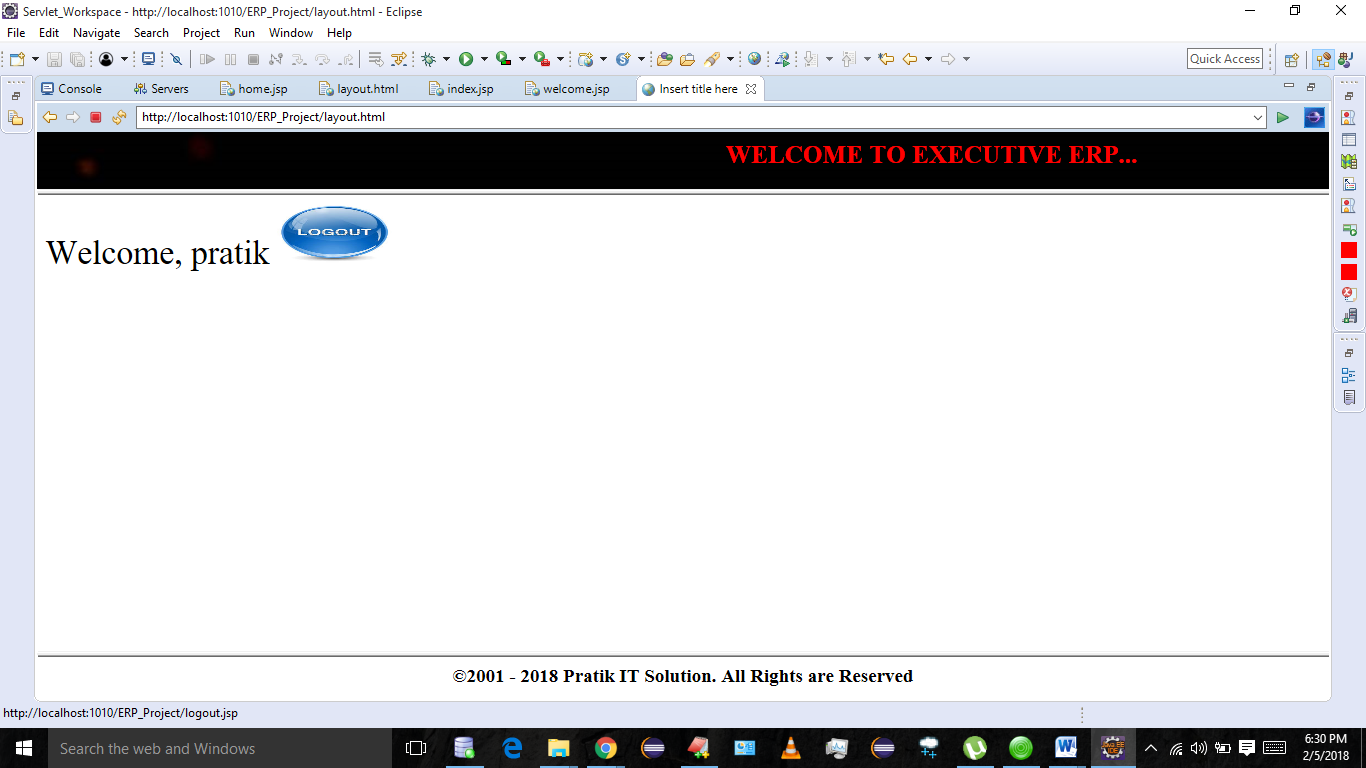 Servlet_Workspace - http://localhost:1010/ERP_Project/layout.html - Eclipse
File Edit Navigate Search Project Run Window Help
Quick Access
Console Servers home.jsp layout.html index.jsp welcome.jsp Insert title here
http://localhost:1010/ERP_Project/layout.html
WELCOME TO EXECUTIVE ERP...
LOGOUT
Welcome, pratik
©2001 - 2018 Pratik IT Solution. All Rights are Reserved
http://localhost:1010/ERP_Project/logout.jsp
Search the web and Windows
6:30 PM
2/5/2018